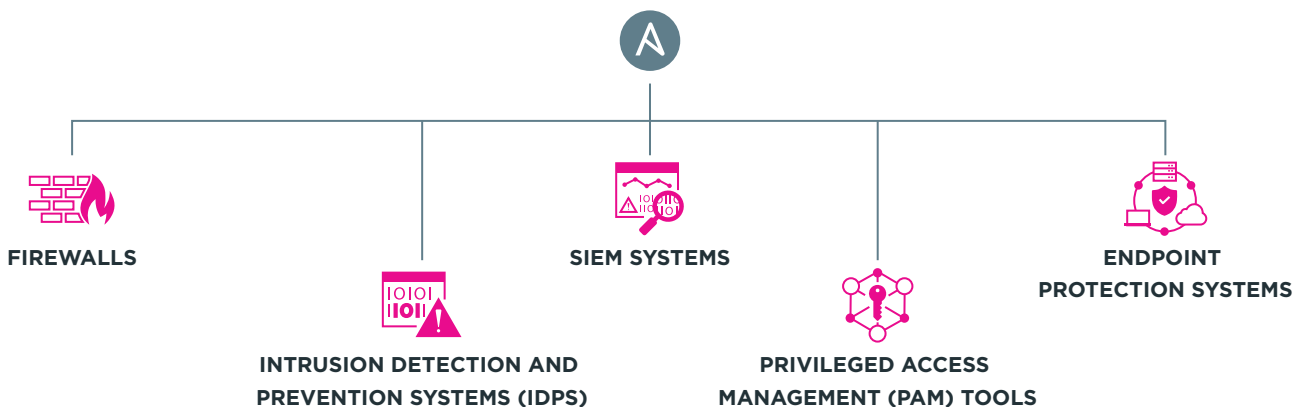 FIREWALLS
SIEM SYSTEMS
ENDPOINT
PROTECTION SYSTEMS
INTRUSION DETECTION AND
PREVENTION SYSTEMS (IDPS)
PRIVILEGED ACCESS
MANAGEMENT (PAM) TOOLS